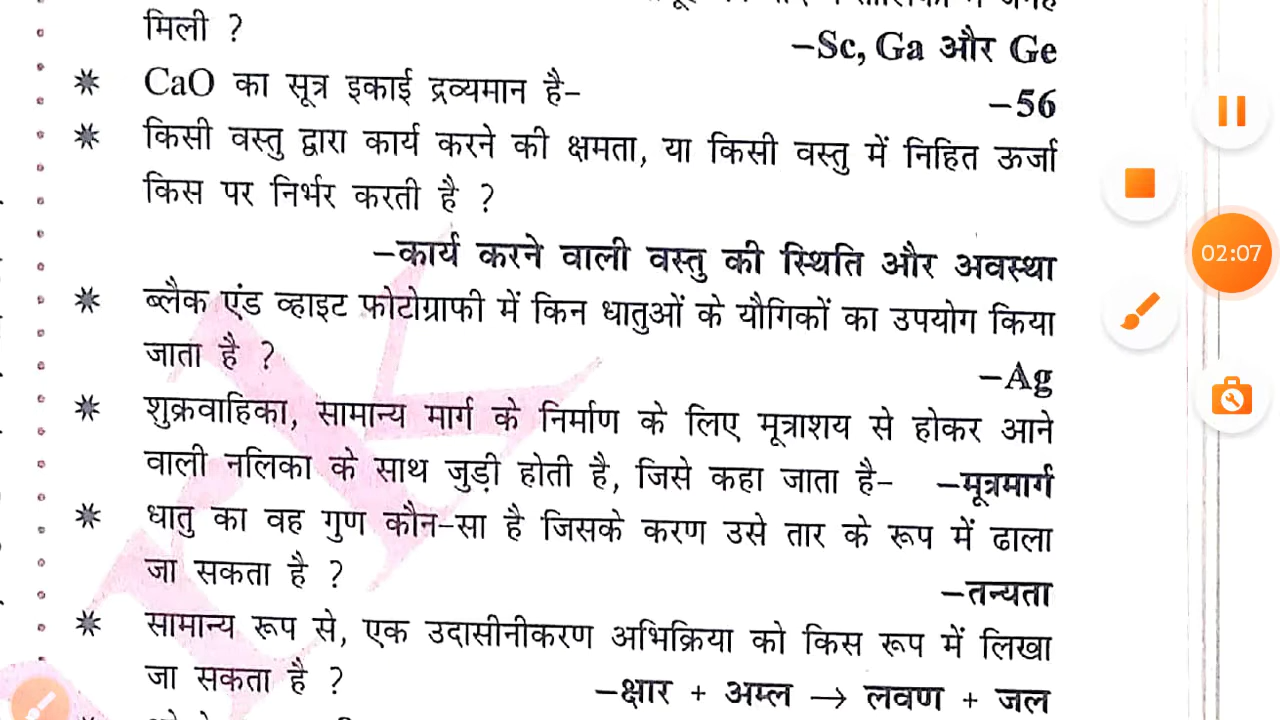 मिली ?
–Sc, Ga और Ge
✷ CaO का सूत्र इकाई द्रव्यमान है–
–56
✷ किसी वस्तु द्वारा कार्य करने की क्षमता, या किसी वस्तु में निहित ऊर्जा
किस पर निर्भर करती है ?
–कार्य करने वाली वस्तु की स्थिति और अवस्था
✷ ब्लैक एंड व्हाइट फोटोग्राफी में किन धातुओं के यौगिकों का उपयोग किया
जाता है ?
–Ag
✷ शुक्रवाहिका, सामान्य मार्ग के निर्माण के लिए मूत्राशय से होकर आने
वाली नलिका के साथ जुड़ी होती है, जिसे कहा जाता है– –मूत्रमार्ग
✷ धातु का वह गुण कौन-सा है जिसके करण उसे तार के रूप में ढाला
जा सकता है ?
–तन्यता
✷ सामान्य रूप से, एक उदासीनीकरण अभिक्रिया को किस रूप में लिखा
जा सकता है ?
–क्षार + अम्ल → लवण + जल
02:07